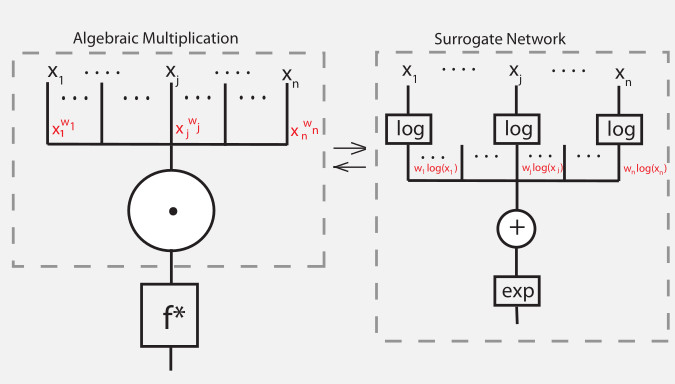 Algebraic Multiplication
x1 .... xj .... xn
... ... ... ...
x1^w1 xj^wj xn^wn
•
f*
Surrogate Network
x1 .... xj .... xn
log log log
... ... ... ...
w1 log(x1) wj log(xj) wn log(xn)
+
exp